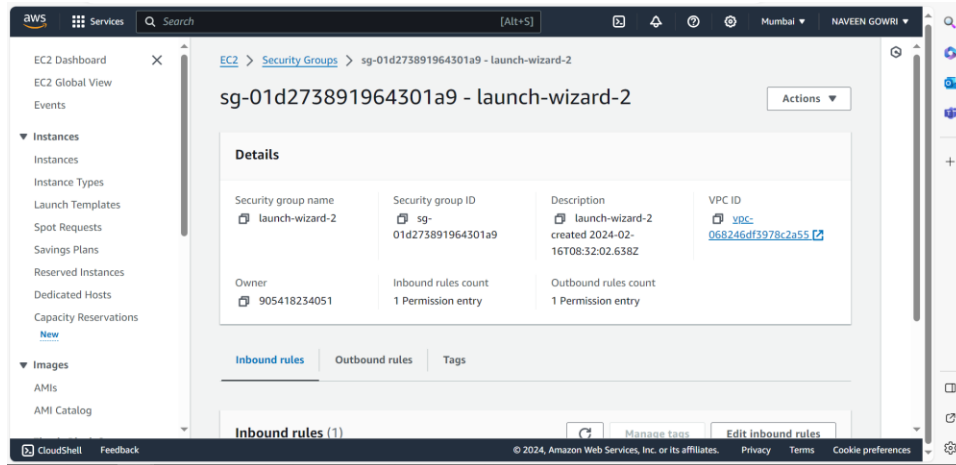 aws Services Search [Alt+S] Mumbai ▼ NAVEEN GOWRI ▼
EC2 Dashboard
EC2 Global View
Events
Instances
Instances
Instance Types
Launch Templates
Spot Requests
Savings Plans
Reserved Instances
Dedicated Hosts
Capacity Reservations
New
Images
AMIs
AMI Catalog
EC2 > Security Groups > sg-01d273891964301a9 - launch-wizard-2
sg-01d273891964301a9 - launch-wizard-2
Actions ▼
Details
Security group name
launch-wizard-2
Security group ID
sg-
01d273891964301a9
Description
launch-wizard-2
created 2024-02-
16T08:32:02.638Z
VPC ID
vpc-
068246df3978c2a55
Owner
905418234051
Inbound rules count
1 Permission entry
Outbound rules count
1 Permission entry
Inbound rules Outbound rules Tags
Inbound rules (1)
Manage tags Edit inbound rules
CloudShell Feedback © 2024, Amazon Web Services, Inc. or its affiliates. Privacy Terms Cookie preferences